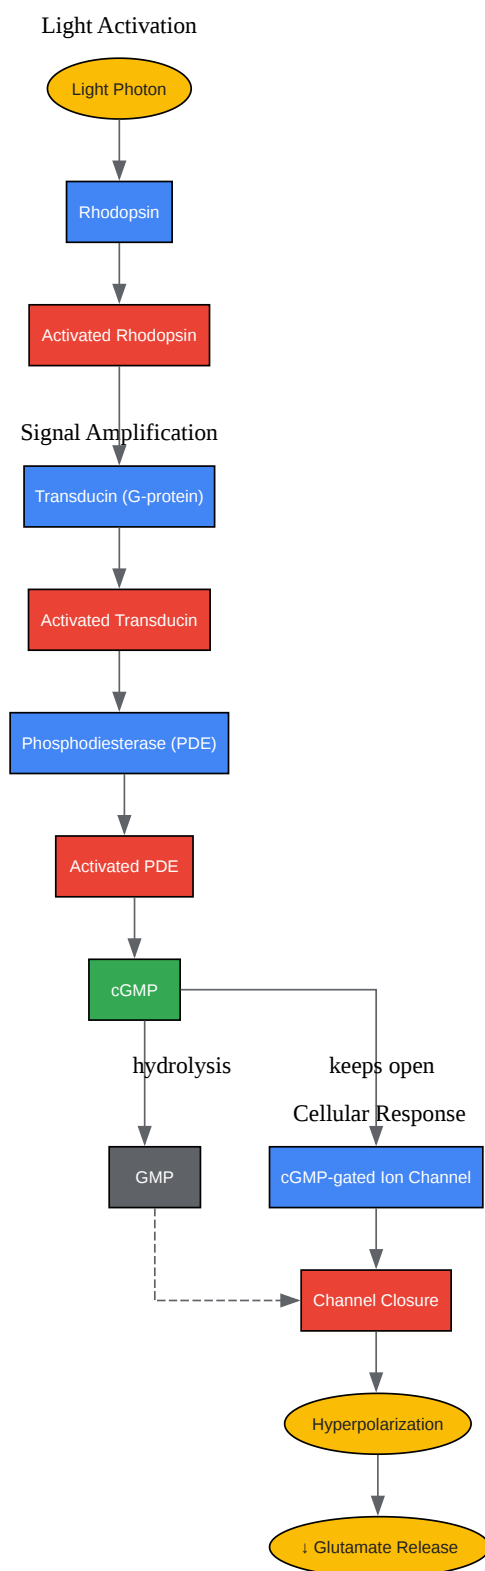 Light Activation
Light Photon
Rhodopsin
Activated Rhodopsin
Signal Amplification
Transducin (G-protein)
Activated Transducin
Phosphodiesterase (PDE)
Activated PDE
cGMP
hydrolysis
keeps open
Cellular Response
GMP
cGMP-gated Ion Channel
Channel Closure
Hyperpolarization
↓ Glutamate Release